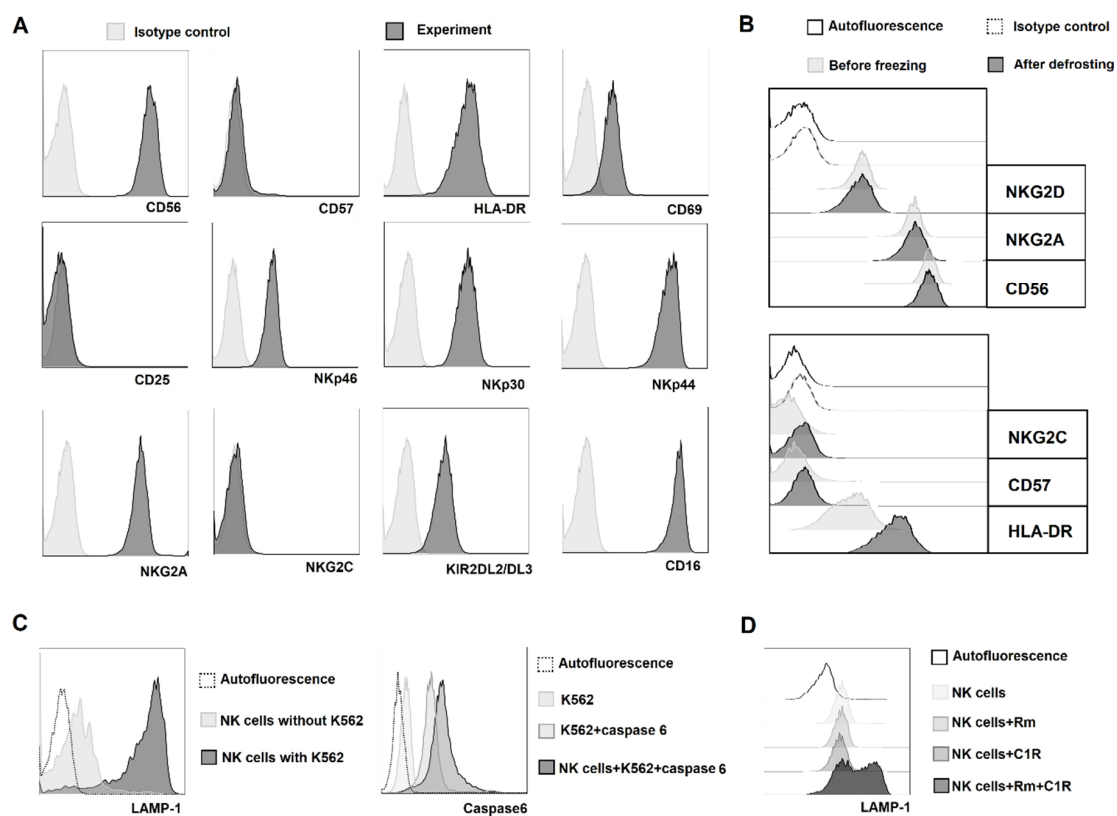 A
Isotype control
Experiment
CD56
CD57
HLA-DR
CD69
CD25
NKp46
NKp30
NKp44
NKG2A
NKG2C
KIR2DL2/DL3
CD16
B
Autofluorescence
Isotype control
Before freezing
After defrosting
NKG2D
NKG2A
CD56
NKG2C
CD57
HLA-DR
C
Autofluorescence
NK cells without K562
NK cells with K562
LAMP-1
Autofluorescence
K562
K562+caspase 6
NK cells+K562+caspase 6
Caspase6
D
Autofluorescence
NK cells
NK cells+Rm
NK cells+C1R
NK cells+Rm+C1R
LAMP-1